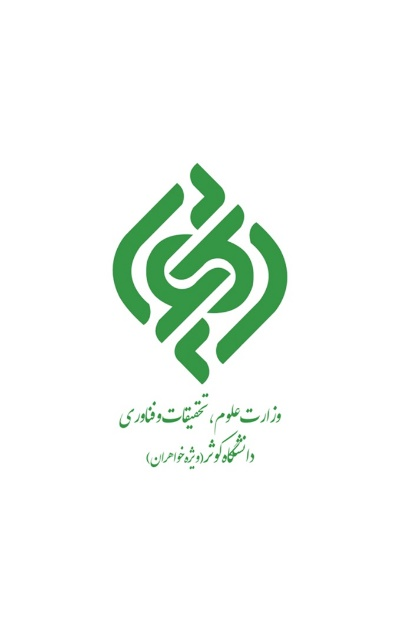 وزارت علوم، تحقیقات و فناوری
دانشگاه کوثر (ویژه خواهران)